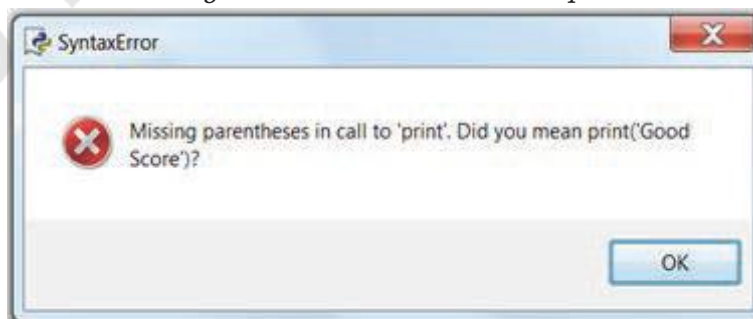 SyntaxError
Missing parentheses in call to 'print'. Did you mean print('Good
Score')?
OK